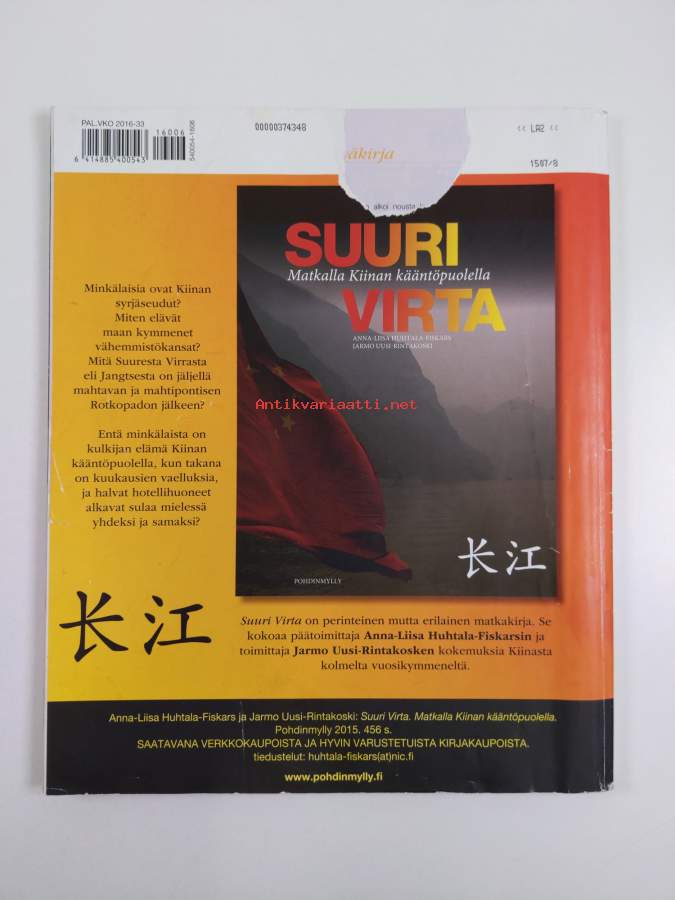 PAL.VKO 2016-33
16006
6 414885 400543
540054-1606
00000374348
<< LA2 <<
1507/8
äkirja
alkoi nousta
SUURI
Matkalla Kiinan kääntöpuolella
VIRTA
ANNA-LIISA HUHTALA-FISKARS
JARMO UUSI-RINTAKOSKI
Minkälaisia ovat Kiinan
syrjäseudut?
Miten elävät
maan kymmenet
vähemmistökansat?
Mitä Suuresta Virrasta
eli Jangtsesta on jäljellä
mahtavan ja mahtipontisen
Rotkopadon jälkeen?
Entä minkälaista on
kulkijan elämä Kiinan
kääntöpuolella, kun takana
on kuukausien vaelluksia,
ja halvat hotellihuoneet
alkavat sulaa mielessä
yhdeksi ja samaksi?
Antikvariaatti.net
长江
POHDINMYLLY
长江
Suuri Virta on perinteinen mutta erilainen matkakirja. Se
kokoaa päätoimittaja Anna-Liisa Huhtala-Fiskarsin ja
toimittaja Jarmo Uusi-Rintakosken kokemuksia Kiinasta
kolmelta vuosikymmeneltä.
Anna-Liisa Huhtala-Fiskars ja Jarmo Uusi-Rintakoski: Suuri Virta. Matkalla Kiinan kääntöpuolella.
Pohdinmylly 2015. 456 s.
SAATAVANA VERKKOKAUPOISTA JA HYVIN VARUSTETUISTA KIRJAKAUPOISTA.
tiedustelut: huhtala-fiskars(at)nic.fi
www.pohdinmylly.fi